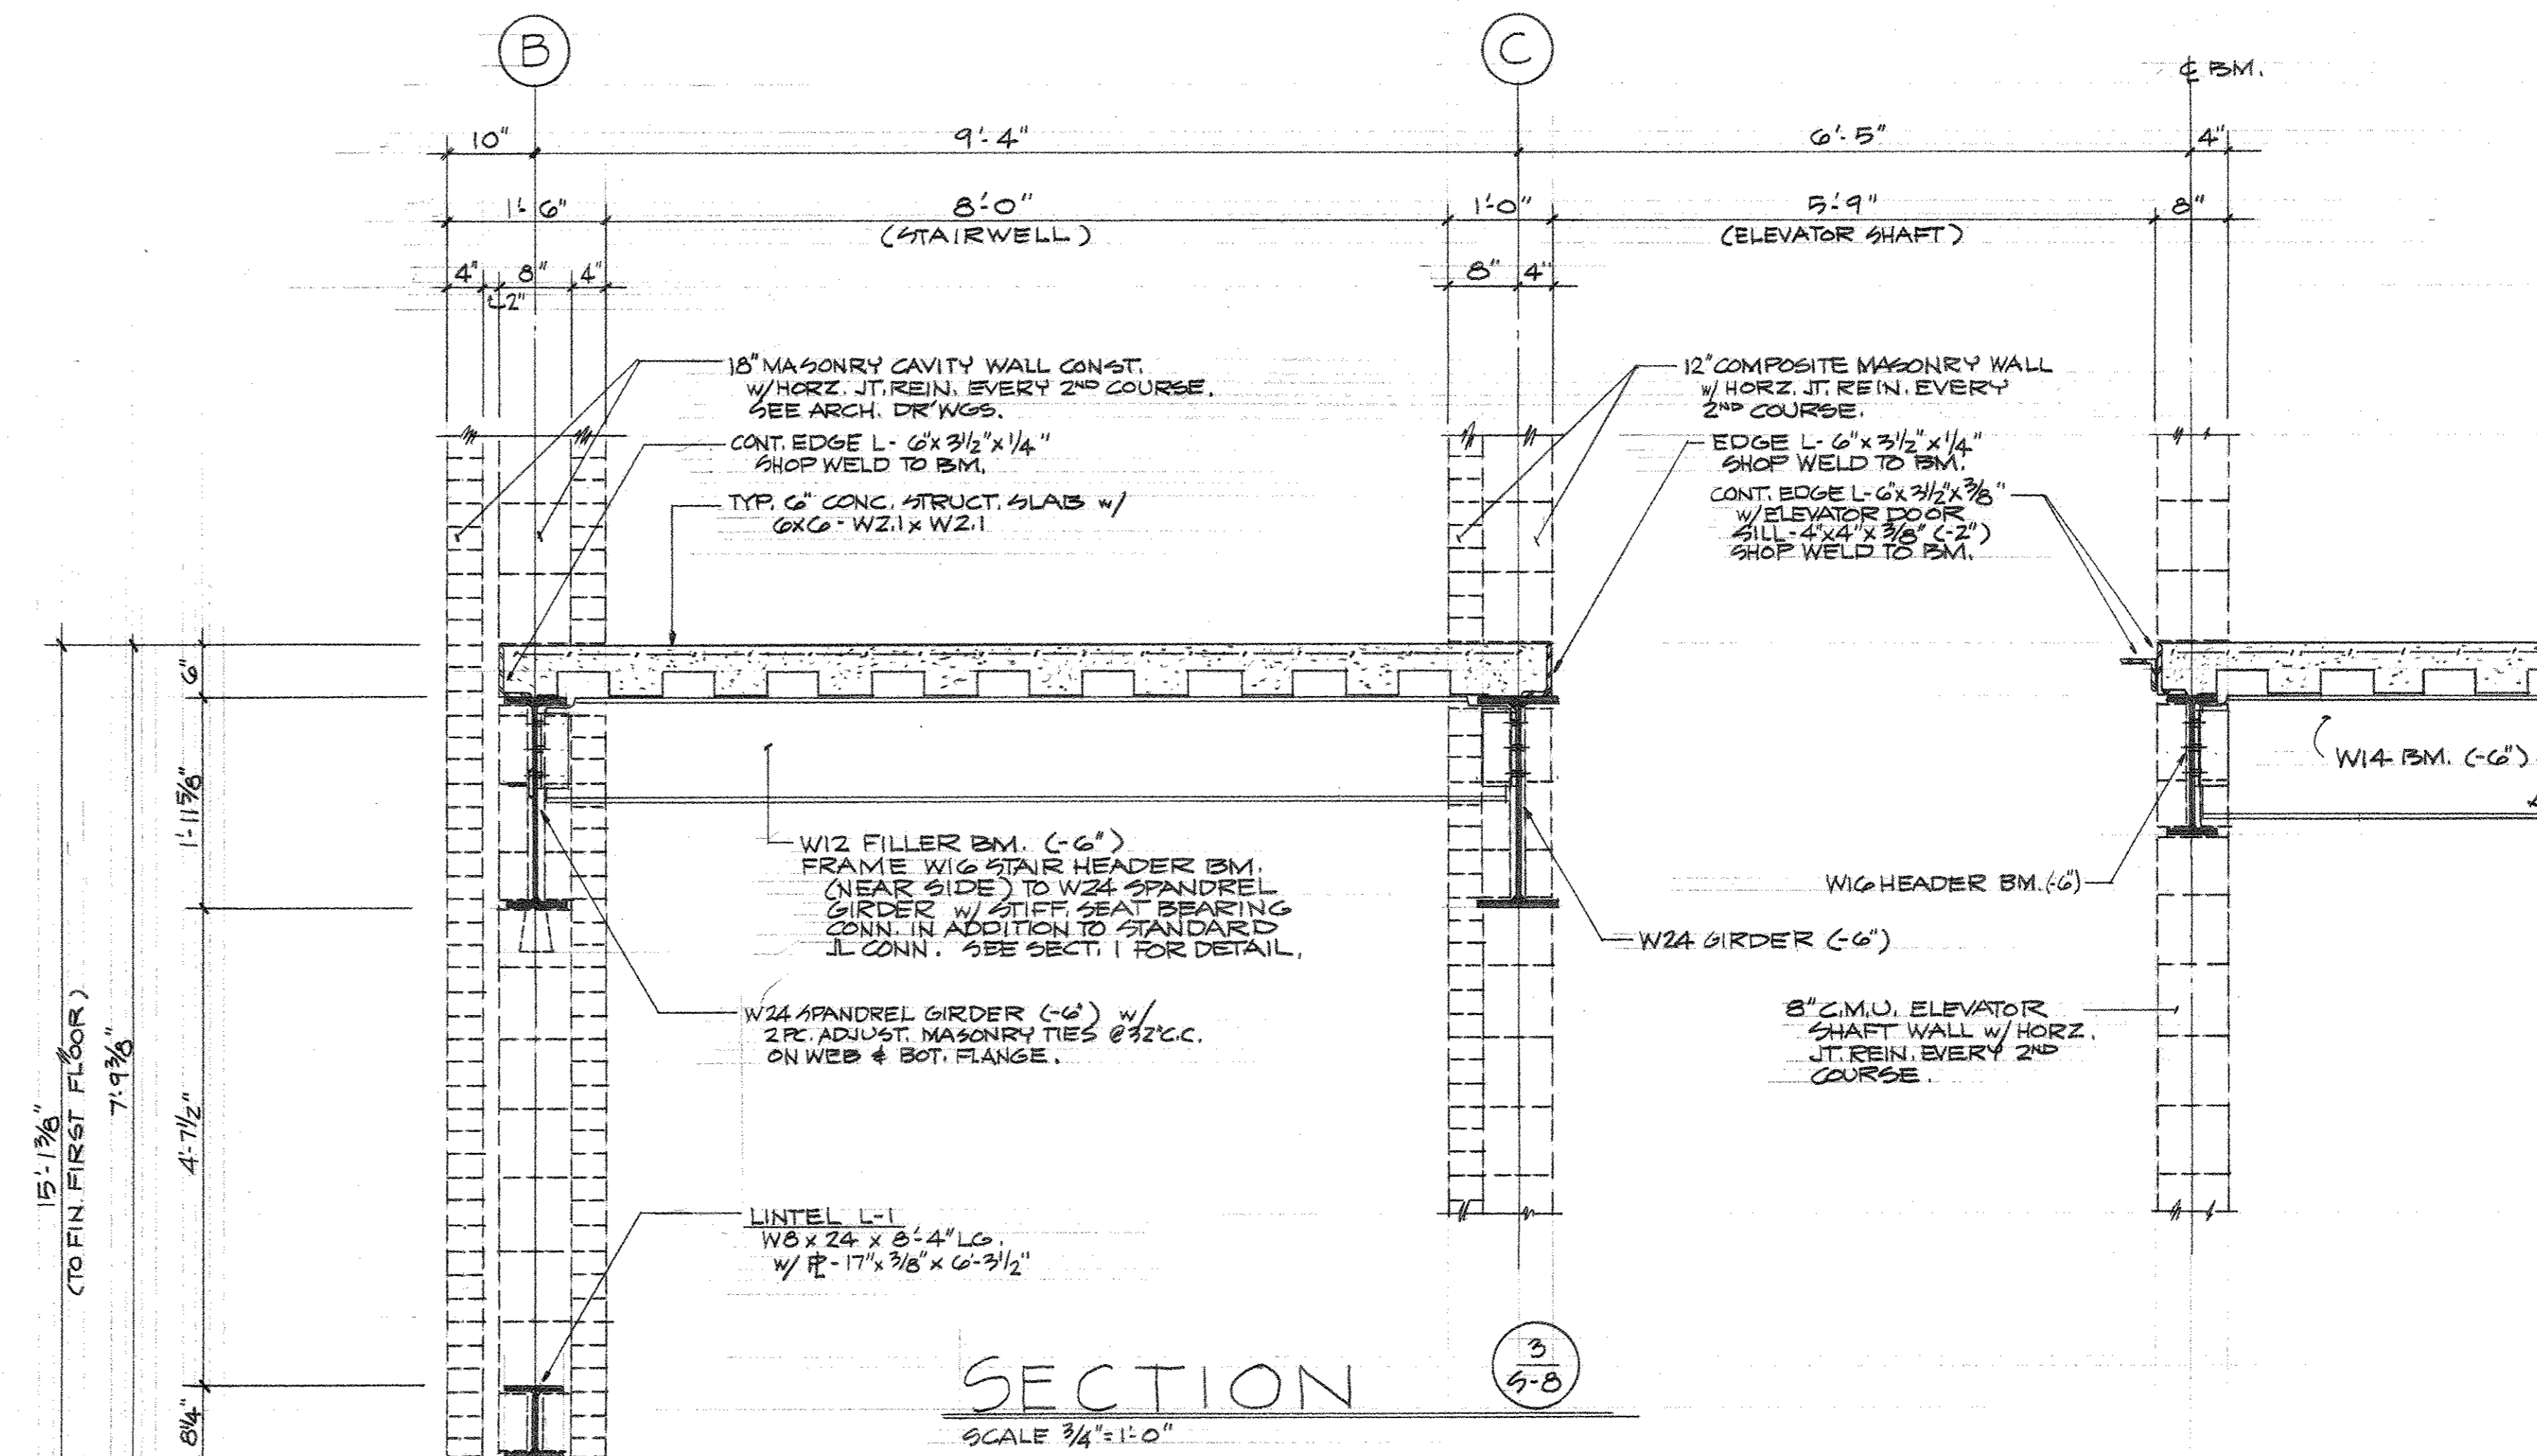 B
C
℄ BM.
10"
9'-4"
6'-5"
4"
1'-6"
8'-0"
1'-0"
5'-9"
8"
(STAIRWELL)
(ELEVATOR SHAFT)
4"
8"
4"
2"
8"
4"
18" MASONRY CAVITY WALL CONST.
W/HORZ. JT. REIN. EVERY 2ND COURSE.
SEE ARCH. DR'WGS.
CONT. EDGE L- 6"x 3½"x ¼"
SHOP WELD TO BM.
TYP. 6" CONC. STRUCT. SLAB w/
6x6 - W2.1 x W2.1
12" COMPOSITE MASONRY WALL
w/ HORZ. JT. REIN. EVERY
2ND COURSE.
EDGE L- 6"x 3½"x ¼"
SHOP WELD TO BM.
CONT. EDGE L-6"x 3½"x ⅜"
w/ELEVATOR DOOR
SILL-4"x4"x ⅜" (-2")
SHOP WELD TO BM.
6"
1'-11⅝"
4'-7½"
8¼"
7'-9⅜"
15'-1⅜"
(TO FIN. FIRST FLOOR)
W12 FILLER BM. (-6")
FRAME W16 STAIR HEADER BM.
(NEAR SIDE) TO W24 SPANDREL
GIRDER w/ STIFF. SEAT BEARING
CONN. IN ADDITION TO STANDARD
⅃L CONN. SEE SECT. 1 FOR DETAIL.
W24 SPANDREL GIRDER (-6") w/
2 PC. ADJUST. MASONRY TIES @ 32" C.C.
ON WEB & BOT. FLANGE.
LINTEL L-1
W8 x 24 x 8'-4" LG.
w/ ⅊ - 17"x ⅜" x 6'-3½"
W14 BM. (-6")
W16 HEADER BM. (-6")
W24 GIRDER (-6")
8" C.M.U. ELEVATOR
SHAFT WALL w/ HORZ.
JT. REIN. EVERY 2ND
COURSE.
SECTION
3
S-8
SCALE ¾"=1'-0"